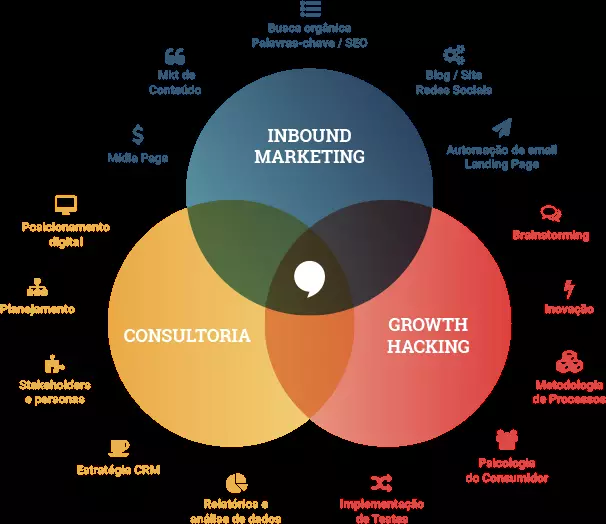 Busca orgânica
Palavras-chave / SEO
Mkt de
Conteúdo
Blog / Site
Redes Sociais
Mídia Paga
Automação de email
Landing Page
INBOUND
MARKETING
Posicionamento
digital
Brainstorming
Planejamento
Inovação
CONSULTORIA
GROWTH
HACKING
Stakeholders
e personas
Metodologia
de Processos
Estratégia CRM
Psicologia
do Consumidor
Relatórios e
análise de dados
Implementação
de Testes